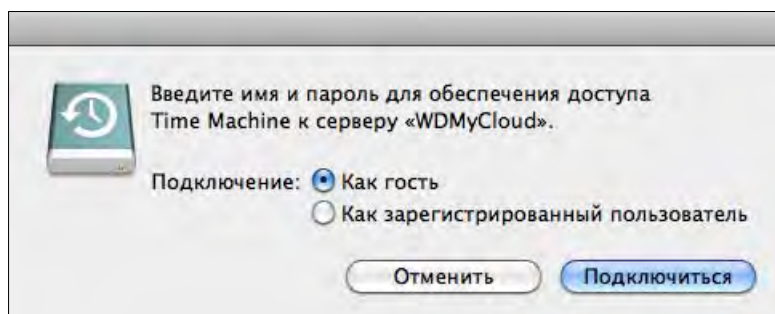 Введите имя и пароль для обеспечения доступа
Time Machine к серверу «WDMyCloud».
Подключение: Как гость
Как зарегистрированный пользователь
Отменить Подключиться